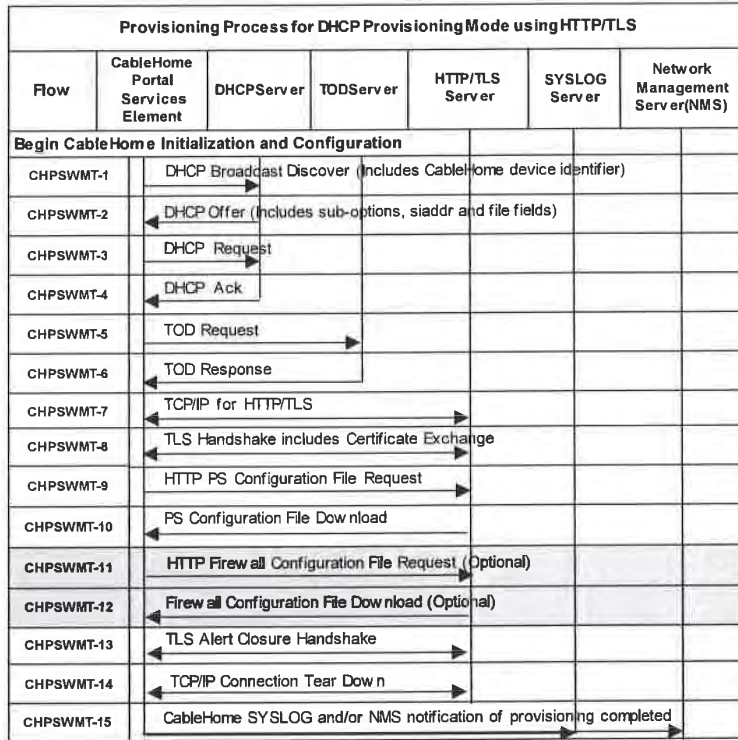 Provisioning Process for DHCP Provisioning Mode using HTTP/TLS
Flow
CableHome
Portal
Services
Element
DHCPServer
TODServer
HTTP/TLS
Server
SYSLOG
Server
Network
Management
Server(NMS)
Begin CableHome Initialization and Configuration
CHPSWMT-1
DHCP Broadcast Discover (Includes CableHome device identifier)
CHPSWMT-2
DHCP Offer (Includes sub-options, siaddr and file fields)
CHPSWMT-3
DHCP Request
CHPSWMT-4
DHCP Ack
CHPSWMT-5
TOD Request
CHPSWMT-6
TOD Response
CHPSWMT-7
TCP/IP for HTTP/TLS
CHPSWMT-8
TLS Handshake includes Certificate Exchange
CHPSWMT-9
HTTP PS Configuration File Request
CHPSWMT-10
PS Configuration File Download
CHPSWMT-11
HTTP Firewall Configuration File Request (Optional)
CHPSWMT-12
Firewall Configuration File Download (Optional)
CHPSWMT-13
TLS Alert Closure Handshake
CHPSWMT-14
TCP/IP Connection Tear Down
CHPSWMT-15
CableHome SYSLOG and/or NMS notification of provisioning completed